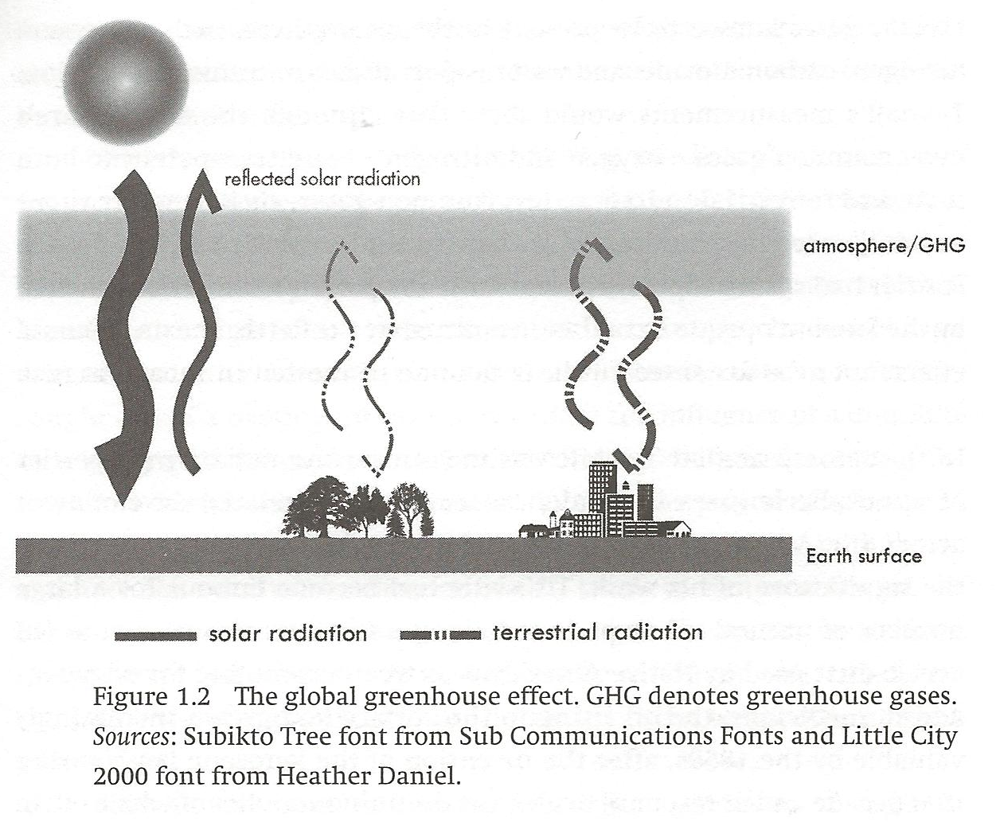 reflected solar radiation
atmosphere/GHG
Earth surface
solar radiation terrestrial radiation
Figure 1.2 The global greenhouse effect. GHG denotes greenhouse gases.
Sources: Subikto Tree font from Sub Communications Fonts and Little City
2000 font from Heather Daniel.